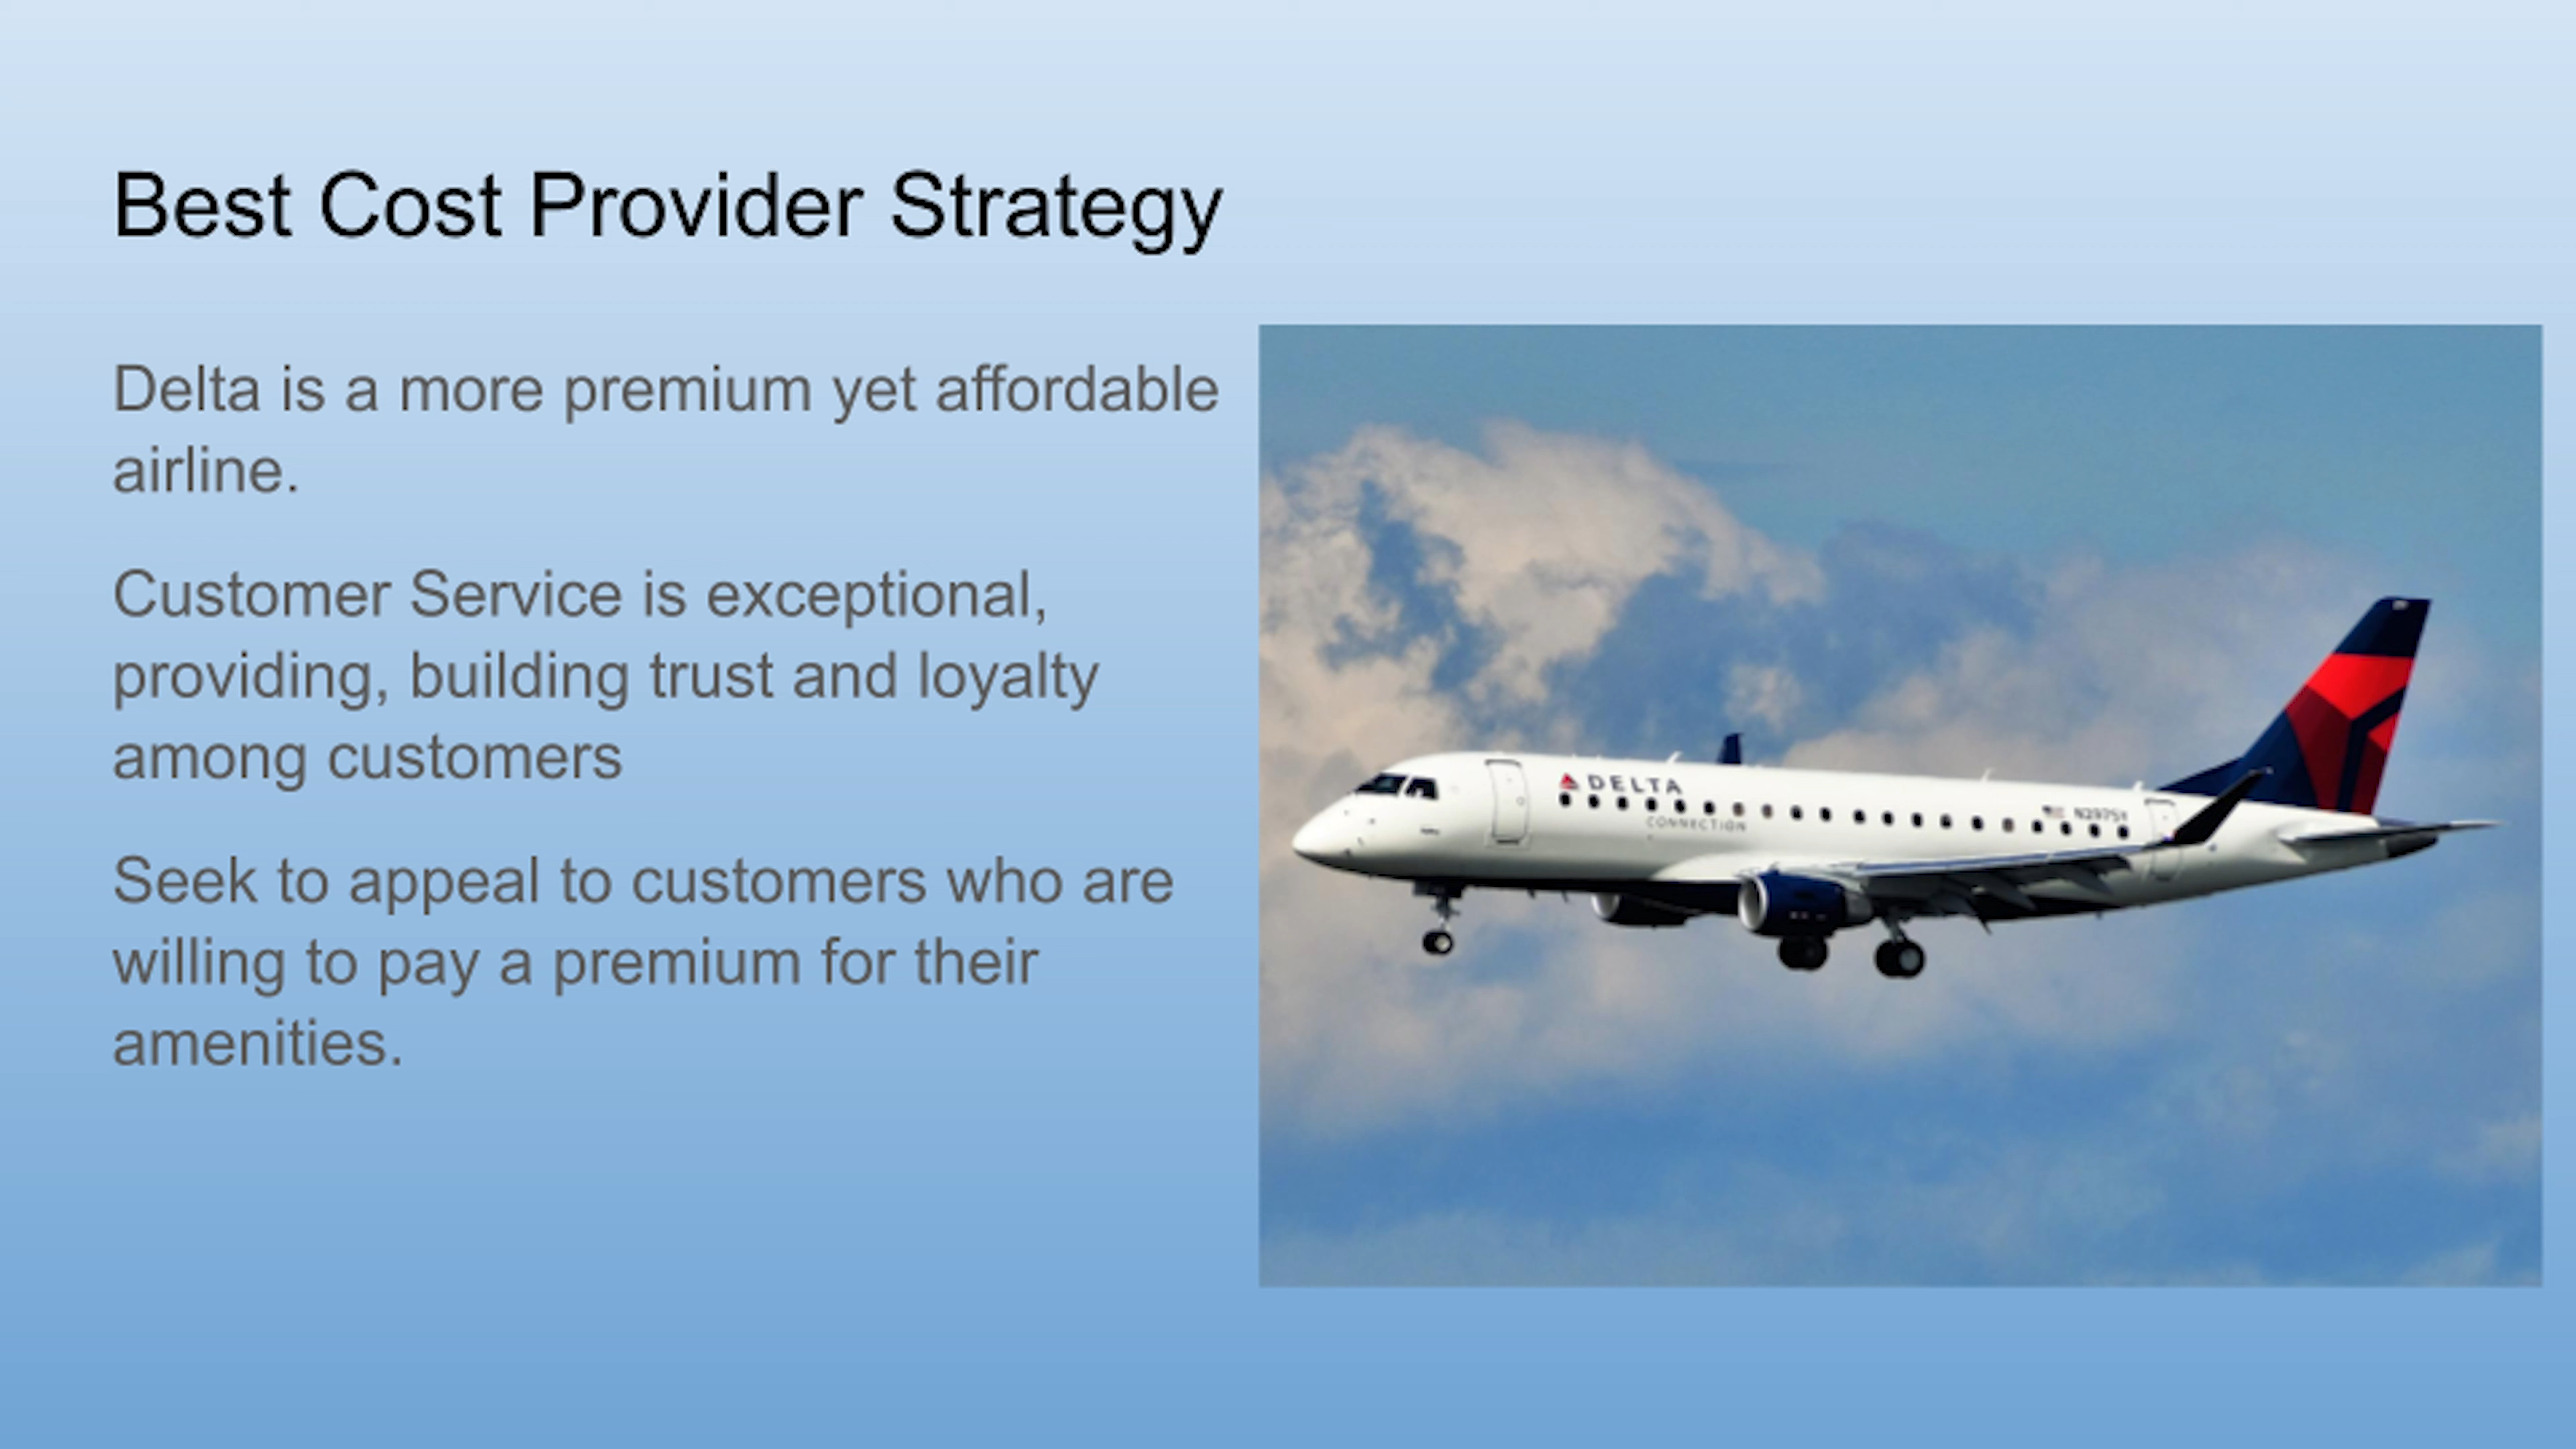 Best Cost Provider Strategy
Delta is a more premium yet affordable
airline.
Customer Service is exceptional,
providing, building trust and loyalty
among customers
Seek to appeal to customers who are
willing to pay a premium for their
amenities.
DELTA
CONNECTION